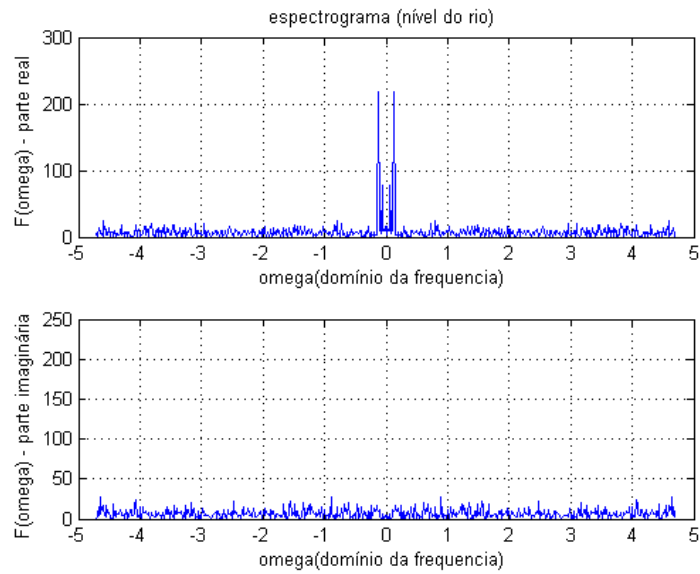 espectrograma (nível do rio)
300
200
100
0
F(omega) - parte real
-5 -4 -3 -2 -1 0 1 2 3 4 5
omega(domínio da frequencia)
250
200
150
100
50
0
F(omega) - parte imaginária
-5 -4 -3 -2 -1 0 1 2 3 4 5
omega(domínio da frequencia)